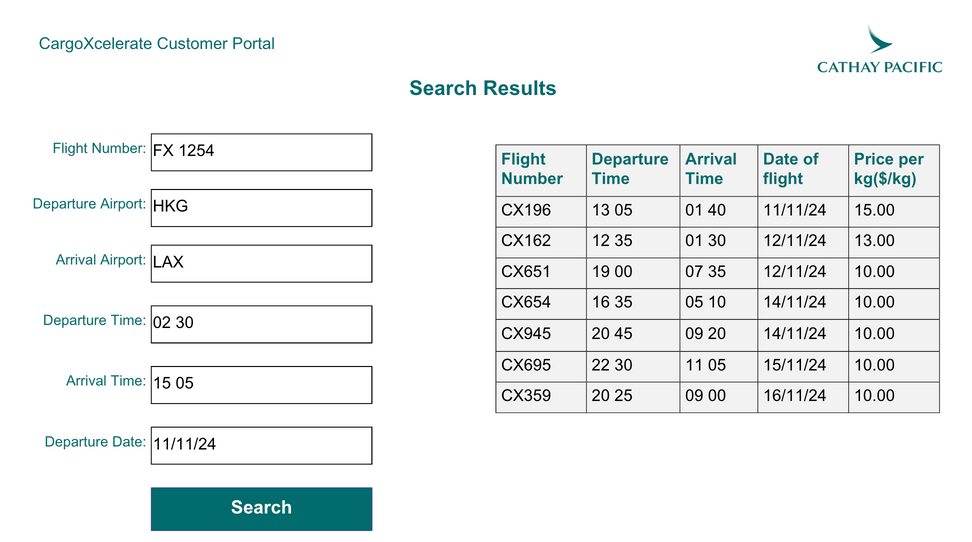 CargoXcelerate Customer Portal
CATHAY PACIFIC
Search Results
Flight Number: FX 1254
Departure Airport: HKG
Arrival Airport: LAX
Departure Time: 02 30
Arrival Time: 15 05
Departure Date: 11/11/24
Search
Flight Number Departure Time Arrival Time Date of flight Price per kg($/kg)
CX196 13 05 01 40 11/11/24 15.00
CX162 12 35 01 30 12/11/24 13.00
CX651 19 00 07 35 12/11/24 10.00
CX654 16 35 05 10 14/11/24 10.00
CX945 20 45 09 20 14/11/24 10.00
CX695 22 30 11 05 15/11/24 10.00
CX359 20 25 09 00 16/11/24 10.00